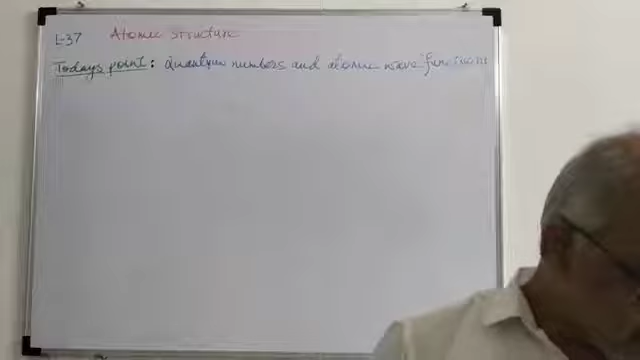 L-37 Atomic structure
Todays point: Quantum numbers and atomic wave functions